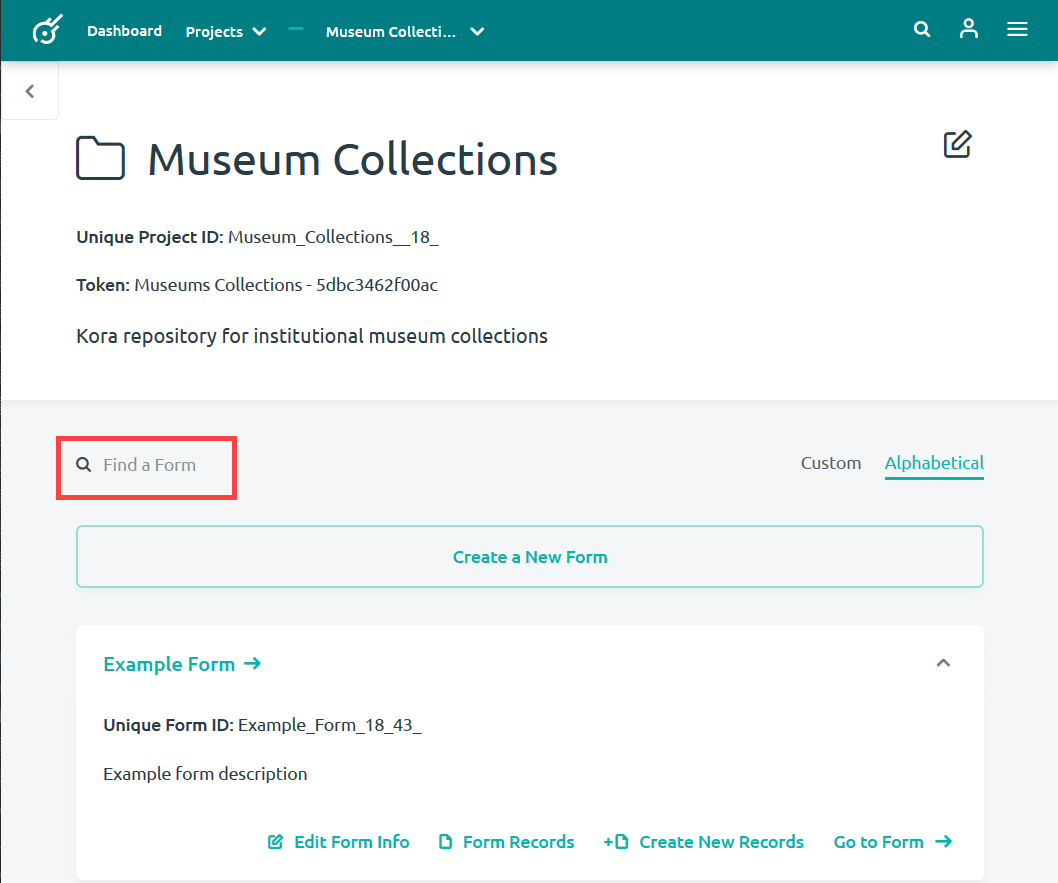 Dashboard Projects Museum Collecti...
Museum Collections
Unique Project ID: Museum_Collections__18_
Token: Museums Collections - 5dbc3462f00ac
Kora repository for institutional museum collections
Find a Form Custom Alphabetical
Create a New Form
Example Form
Unique Form ID: Example_Form_18_43_
Example form description
Edit Form Info Form Records Create New Records Go to Form